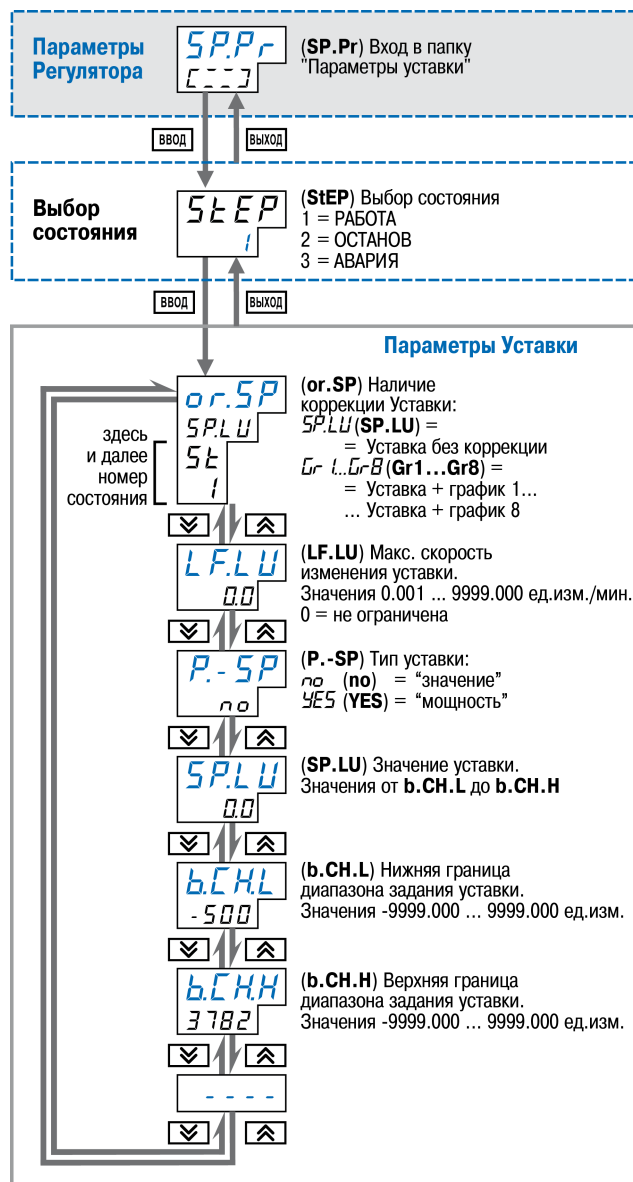 Параметры
Регулятора
SP.Pr
[---]
(SP.Pr) Вход в папку
"Параметры уставки"
ВВОД
ВЫХОД
Выбор
состояния
StEP
1
(StEP) Выбор состояния
1 = РАБОТА
2 = ОСТАНОВ
3 = АВАРИЯ
ВВОД
ВЫХОД
Параметры Уставки
or.SP
SP.LU
St
1
здесь
и далее
номер
состояния
(or.SP) Наличие
коррекции Уставки:
SP.LU (SP.LU) =
= Уставка без коррекции
Gr 1...Gr8 (Gr1...Gr8) =
= Уставка + график 1...
... Уставка + график 8
LF.LU
0.0
(LF.LU) Макс. скорость
изменения уставки.
Значения 0.001 ... 9999.000 ед.изм./мин.
0 = не ограничена
P.-SP
no
(P.-SP) Тип уставки:
no (no) = “значение”
YES (YES) = “мощность”
SP.LU
0.0
(SP.LU) Значение уставки.
Значения от b.CH.L до b.CH.H
b.CH.L
-500
(b.CH.L) Нижняя граница
диапазона задания уставки.
Значения -9999.000 ... 9999.000 ед.изм.
b.CH.H
3782
(b.CH.H) Верхняя граница
диапазона задания уставки.
Значения -9999.000 ... 9999.000 ед.изм.
- - - -